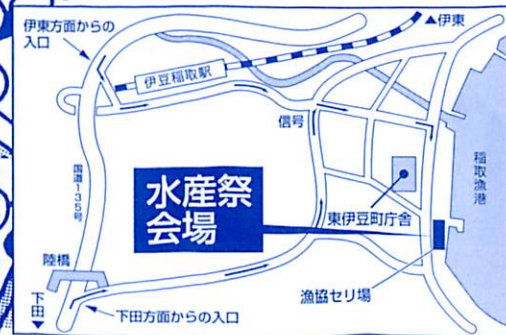 伊東方面からの
入口
▲伊東
伊豆稲取駅
信号
国道135号
水産祭
会場
稲取漁港
東伊豆町庁舎
陸橋
漁協セリ場
下田▼
下田方面からの入口